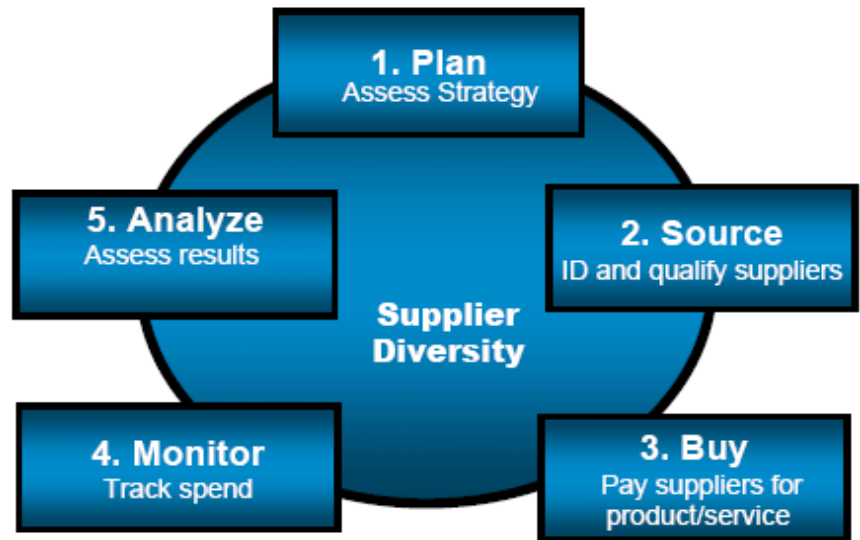 1. Plan
Assess Strategy
2. Source
ID and qualify suppliers
3. Buy
Pay suppliers for
product/service
4. Monitor
Track spend
5. Analyze
Assess results
Supplier
Diversity